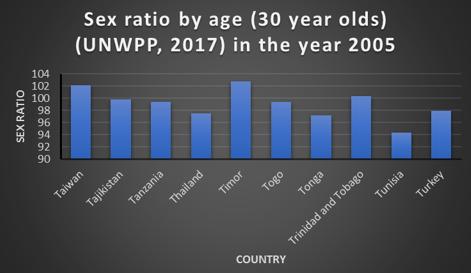 Sex ratio by age (30 year olds)
(UNWPP, 2017) in the year 2005
SEX RATIO
104
102
100
98
96
94
92
90
Taiwan
Tajikistan
Tanzania
Thailand
Timor
Togo
Tonga
Trinidad and Tobago
Tunisia
Turkey
COUNTRY